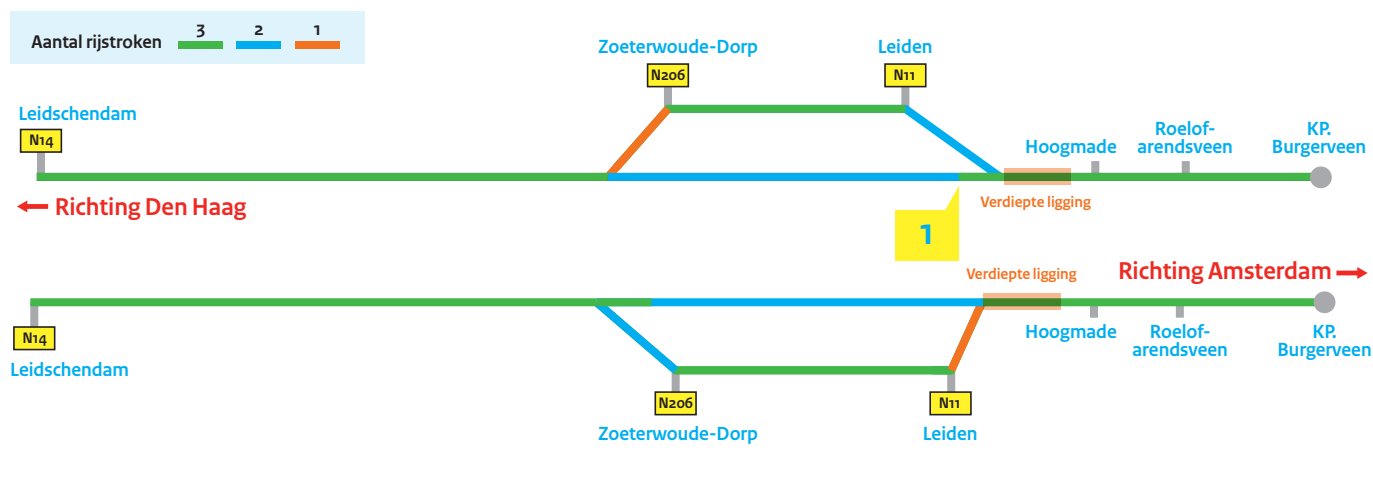 Aantal rijstroken 3 2 1
Zoeterwoude-Dorp
N206
Leiden
N11
Leidschendam
N14
Hoogmade
Roelof-
arendsveen
KP.
Burgerveen
Richting Den Haag
Verdiepte ligging
1
Verdiepte ligging
Richting Amsterdam
N14
Leidschendam
Hoogmade
Roelof-
arendsveen
KP.
Burgerveen
N206
Zoeterwoude-Dorp
N11
Leiden